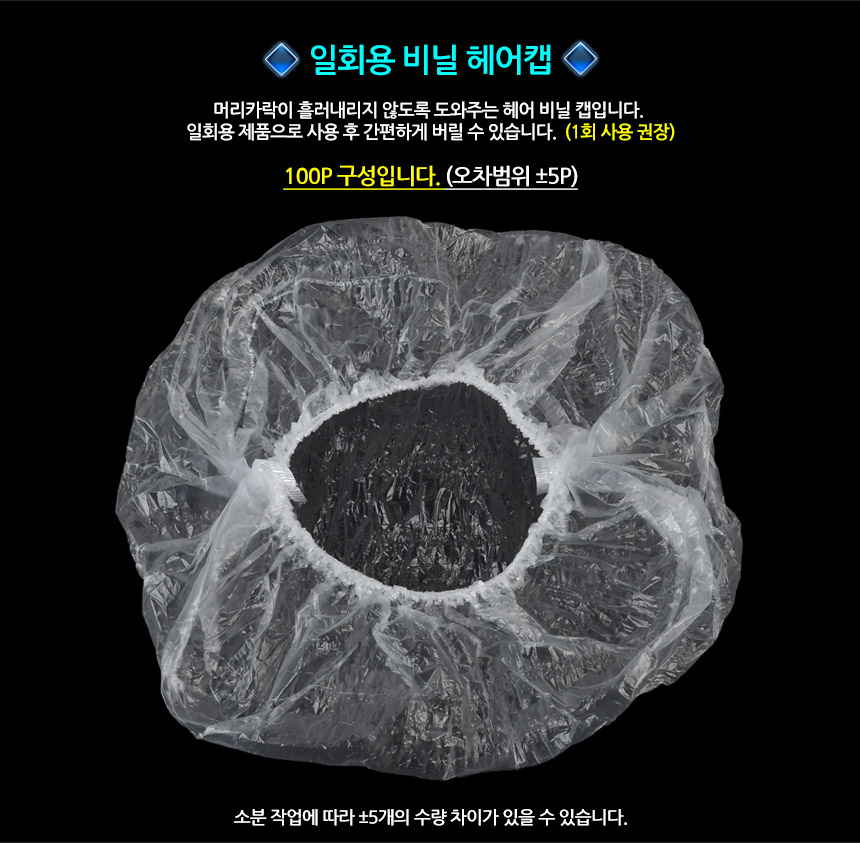 일회용 비닐 헤어캡
머리카락이 흘러내리지 않도록 도와주는 헤어 비닐 캡입니다.
일회용 제품으로 사용 후 간편하게 버릴 수 있습니다. (1회 사용 권장)
100P 구성입니다. (오차범위 ±5P)
소분 작업에 따라 ±5개의 수량 차이가 있을 수 있습니다.